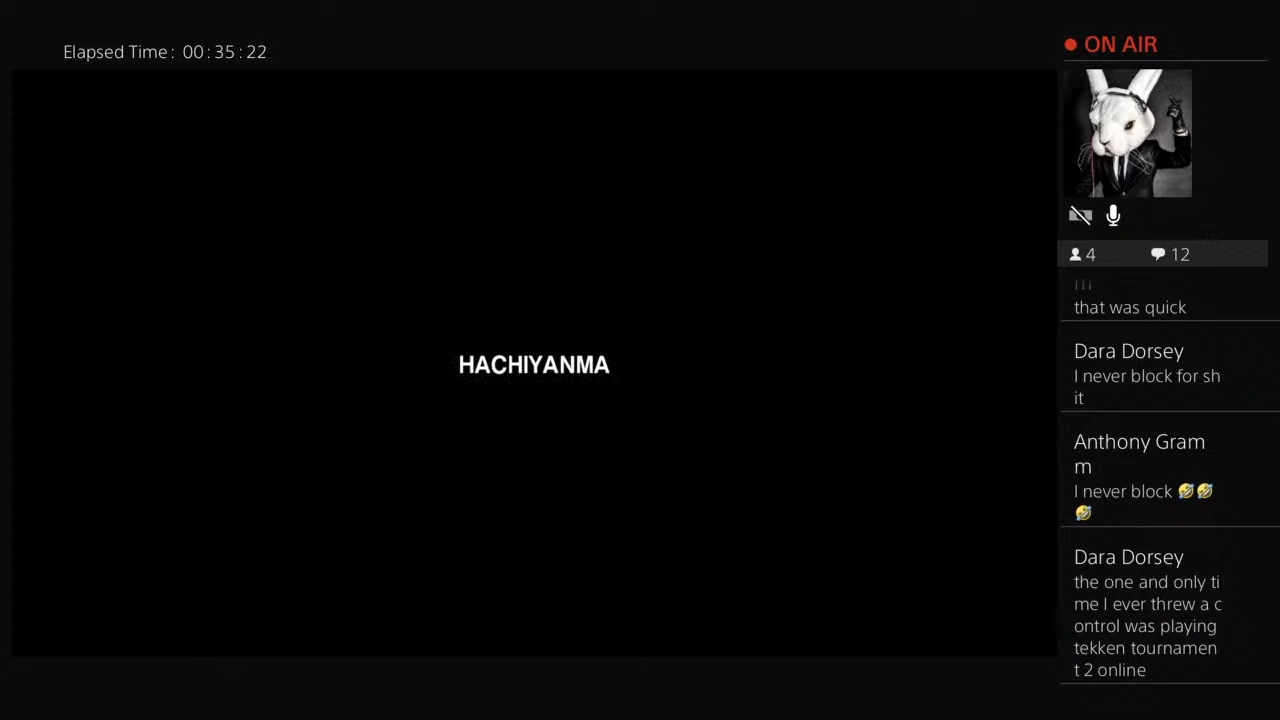 Elapsed Time: 00:35:22
ON AIR
4 12
that was quick
Dara Dorsey
I never block for sh
it
Anthony Gram
m
I never block 🤣🤣
🤣
Dara Dorsey
the one and only ti
me I ever threw a c
ontrol was playing
tekken tournamen
t 2 online
HACHIYANMA